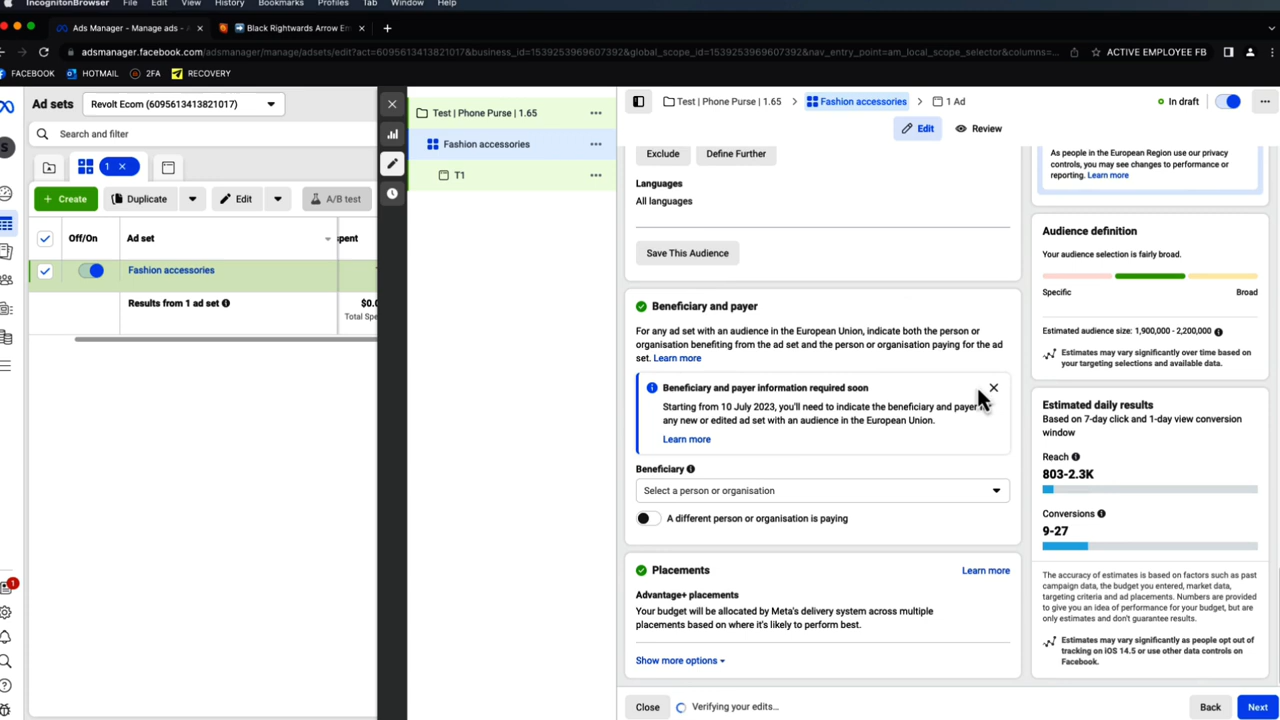 IncognitonBrowser File Edit View History Bookmarks Profiles Tab Window Help
Ads Manager - Manage ads -
Black Rightwards Arrow En
adsmanager.facebook.com/adsmanager/manage/adsets/edit?act=6095613413821017&business_id=1539253969607392&global_scope_id=1539253969607392&nav_entry_point=am_local_scope_selector&columns=...
ACTIVE EMPLOYEE FB
FACEBOOK HOTMAIL 2FA RECOVERY
Ad sets
Revolt Ecom (6095613413821017)
Search and filter
1
+ Create
Duplicate
Edit
A/B test
Off/On
Ad set
spent
Fashion accessories
Results from 1 ad set
$0.0
Total Spe
S
1
Test | Phone Purse | 1.65
Fashion accessories
T1
Test | Phone Purse | 1.65
Fashion accessories
1 Ad
In draft
Edit
Review
Exclude
Define Further
Languages
All languages
Save This Audience
Beneficiary and payer
For any ad set with an audience in the European Union, indicate both the person or
organisation benefiting from the ad set and the person or organisation paying for the ad
set. Learn more
Beneficiary and payer information required soon
Starting from 10 July 2023, you'll need to indicate the beneficiary and payer
any new or edited ad set with an audience in the European Union.
Learn more
Beneficiary
Select a person or organisation
A different person or organisation is paying
Placements
Learn more
Advantage+ placements
Your budget will be allocated by Meta's delivery system across multiple
placements based on where it's likely to perform best.
Show more options
Close
Verifying your edits...
Back
Next
As people in the European Region use our privacy
controls, you may see changes to performance or
reporting. Learn more
Audience definition
Your audience selection is fairly broad.
Specific
Broad
Estimated audience size: 1,900,000 - 2,200,000
Estimates may vary significantly over time based on
your targeting selections and available data.
Estimated daily results
Based on 7-day click and 1-day view conversion
window
Reach
803-2.3K
Conversions
9-27
The accuracy of estimates is based on factors such as past
campaign data, the budget you entered, market data,
targeting criteria and ad placements. Numbers are provided
to give you an idea of performance for your budget, but are
only estimates and don't guarantee results.
Estimates may vary significantly as people opt out of
tracking on iOS 14.5 or use other data controls on
Facebook.